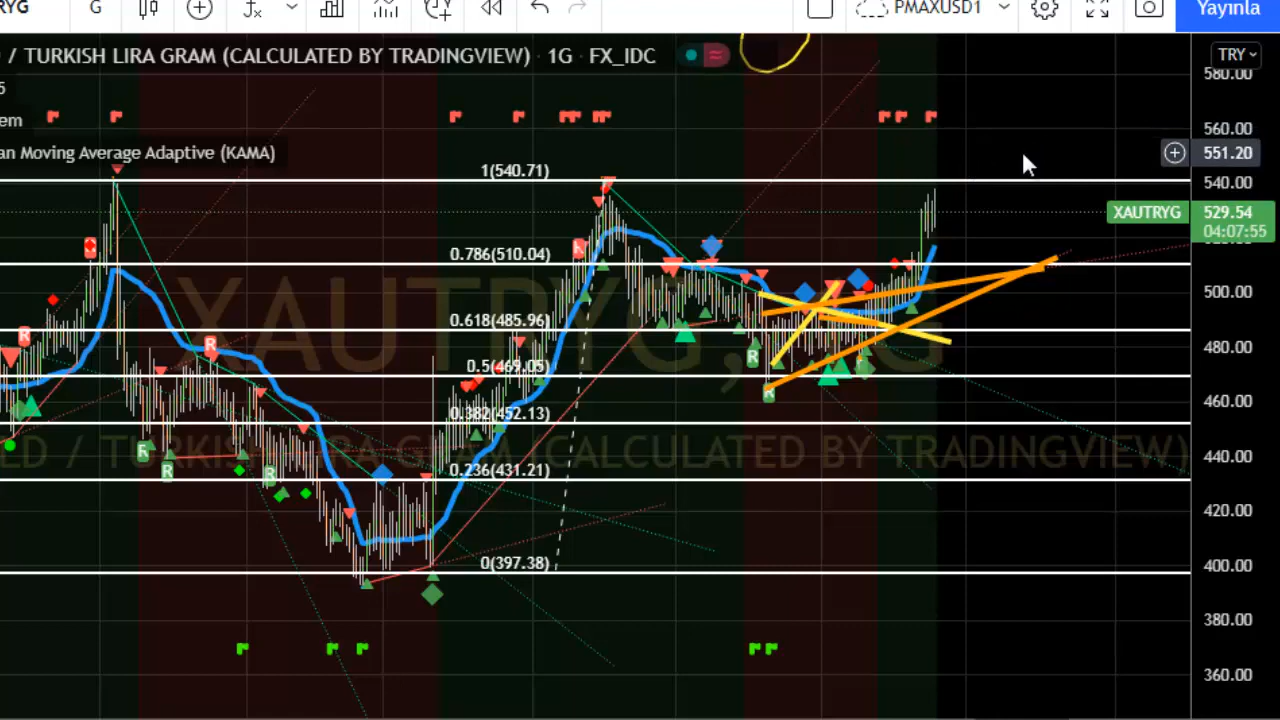 RYG G PMAXUSD1 Yayınla
/ TURKISH LIRA GRAM (CALCULATED BY TRADINGVIEW) · 1G · FX_IDC
TRY
5
580.00
em
560.00
an Moving Average Adaptive (KAMA)
551.20
1(540.71)
540.00
XAUTRYG 529.54
04:07:55
0.786(510.04)
500.00
XAUTRYG, 1G
0.618(485.96)
480.00
0.5(469.05)
460.00
0.382(452.13)
LD / TURKISH LIRA GRAM (CALCULATED BY TRADINGVIEW)
440.00
0.236(431.21)
420.00
0(397.38)
400.00
380.00
360.00
R
R
R
R
R
R
R
R
R